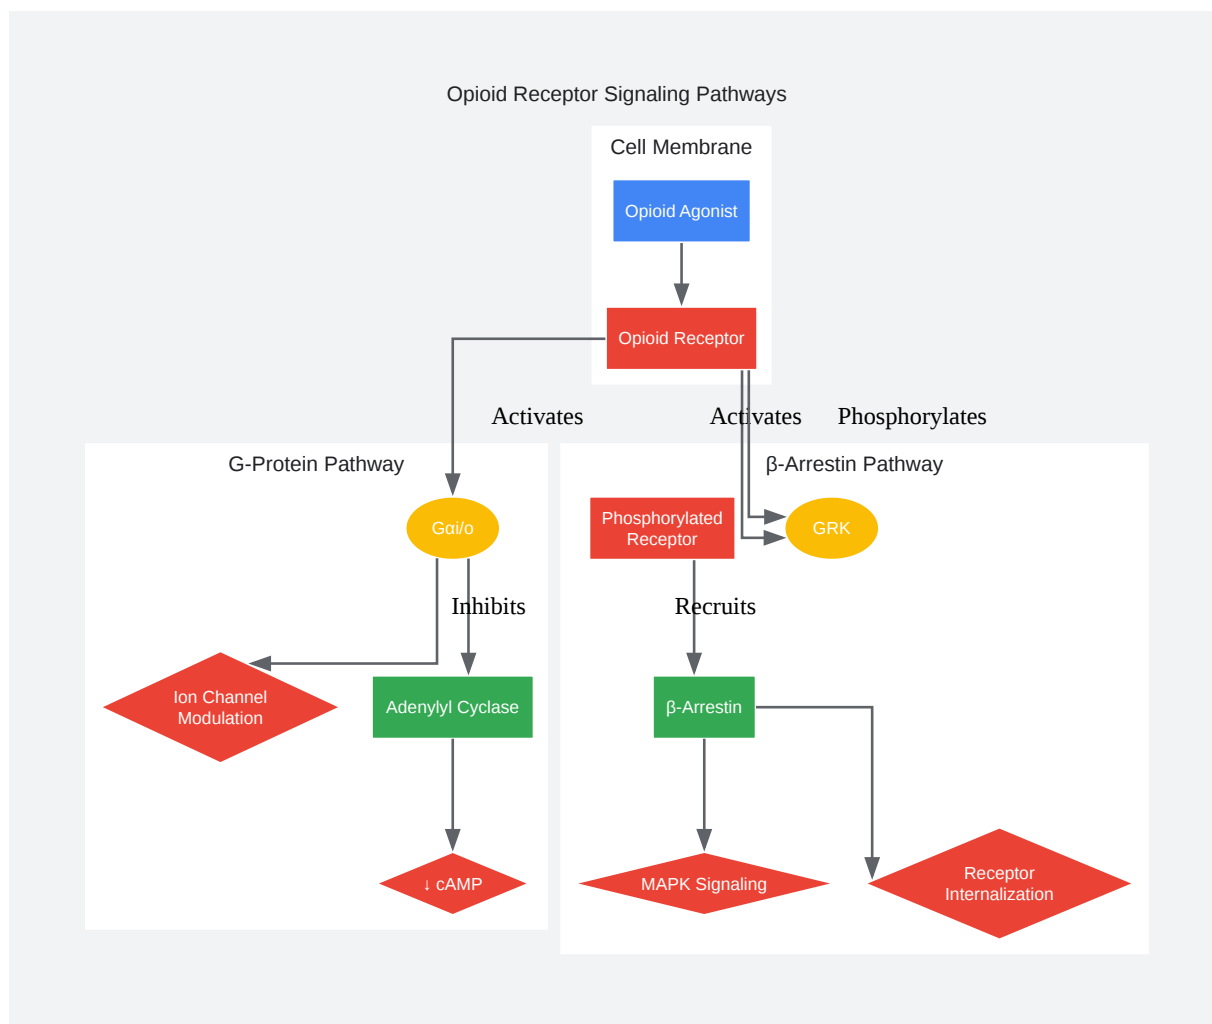 Opioid Receptor Signaling Pathways
Cell Membrane
Opioid Agonist
Opioid Receptor
Activates
Activates
Phosphorylates
G-Protein Pathway
β-Arrestin Pathway
Gαi/o
Phosphorylated
Receptor
GRK
Inhibits
Recruits
Ion Channel
Modulation
Adenylyl Cyclase
β-Arrestin
↓ cAMP
MAPK Signaling
Receptor
Internalization